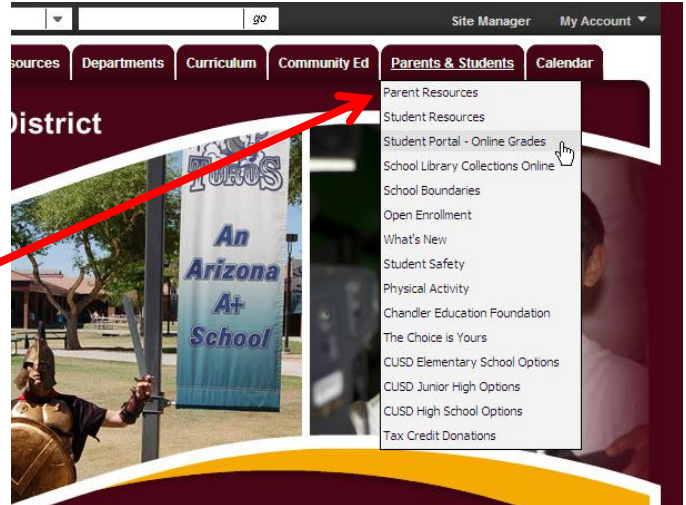 go
Site Manager
My Account
sources
Departments
Curriculum
Community Ed
Parents & Students
Calendar
District
Parent Resources
Student Resources
Student Portal - Online Grades
School Library Collections Online
School Boundaries
Open Enrollment
What's New
Student Safety
Physical Activity
Chandler Education Foundation
The Choice is Yours
CUSD Elementary School Options
CUSD Junior High Options
CUSD High School Options
Tax Credit Donations
TOROS
An
Arizona
A+
School